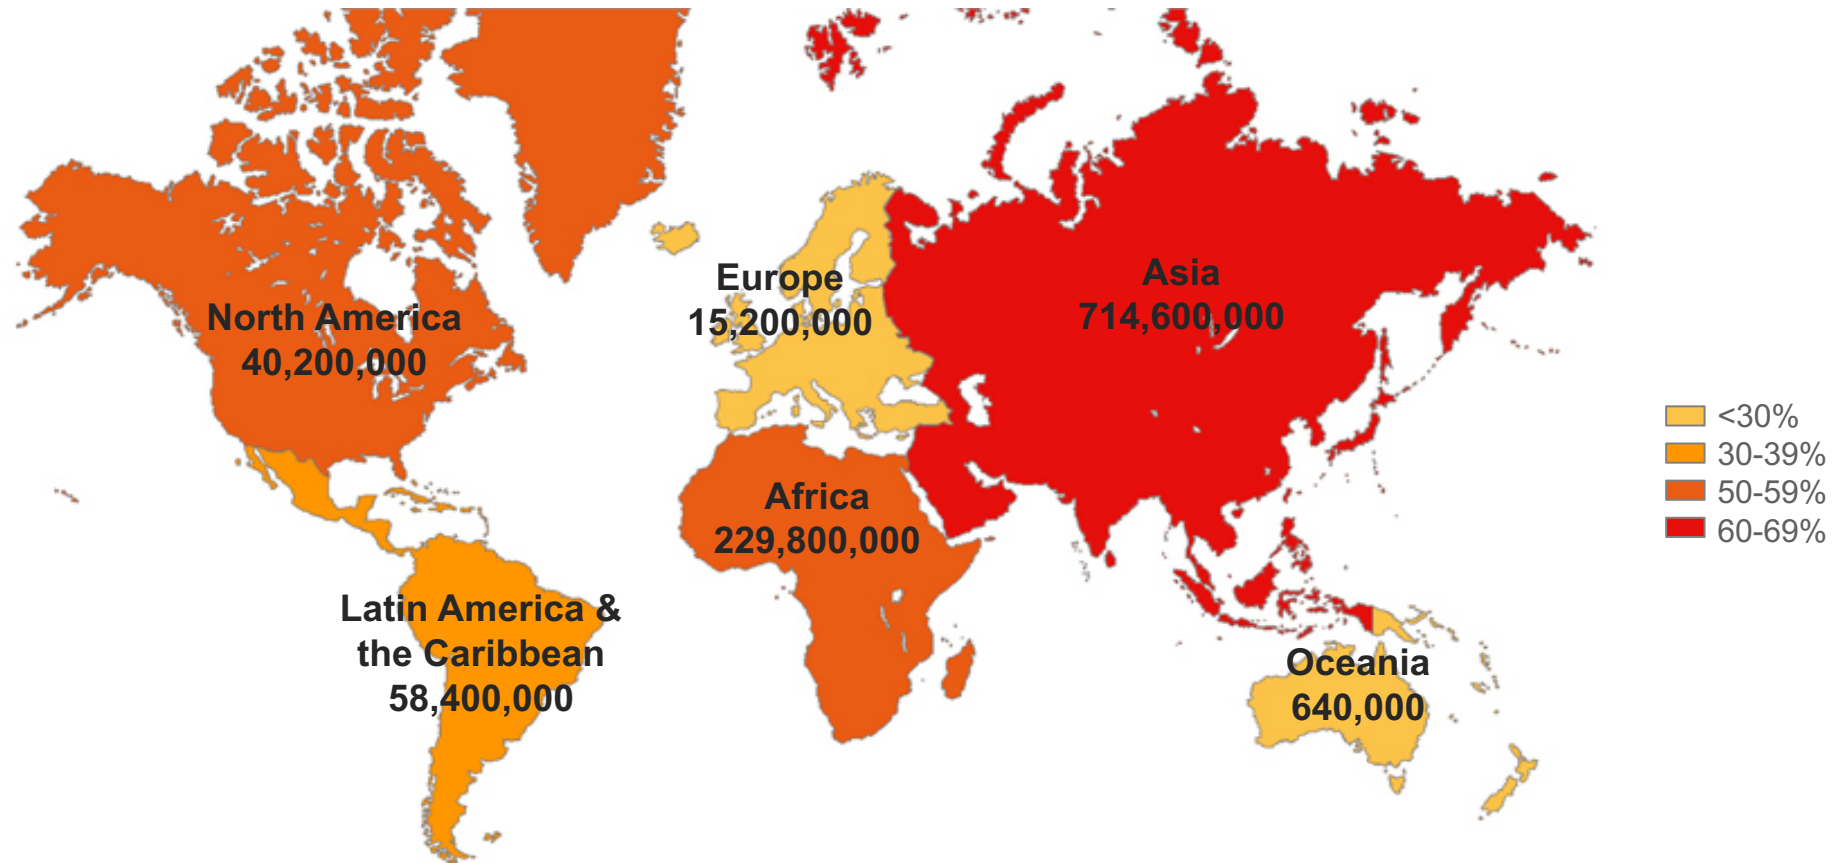 North America
40,200,000
Europe
15,200,000
Asia
714,600,000
Africa
229,800,000
Latin America &
the Caribbean
58,400,000
Oceania
640,000
<30%
30-39%
50-59%
60-69%